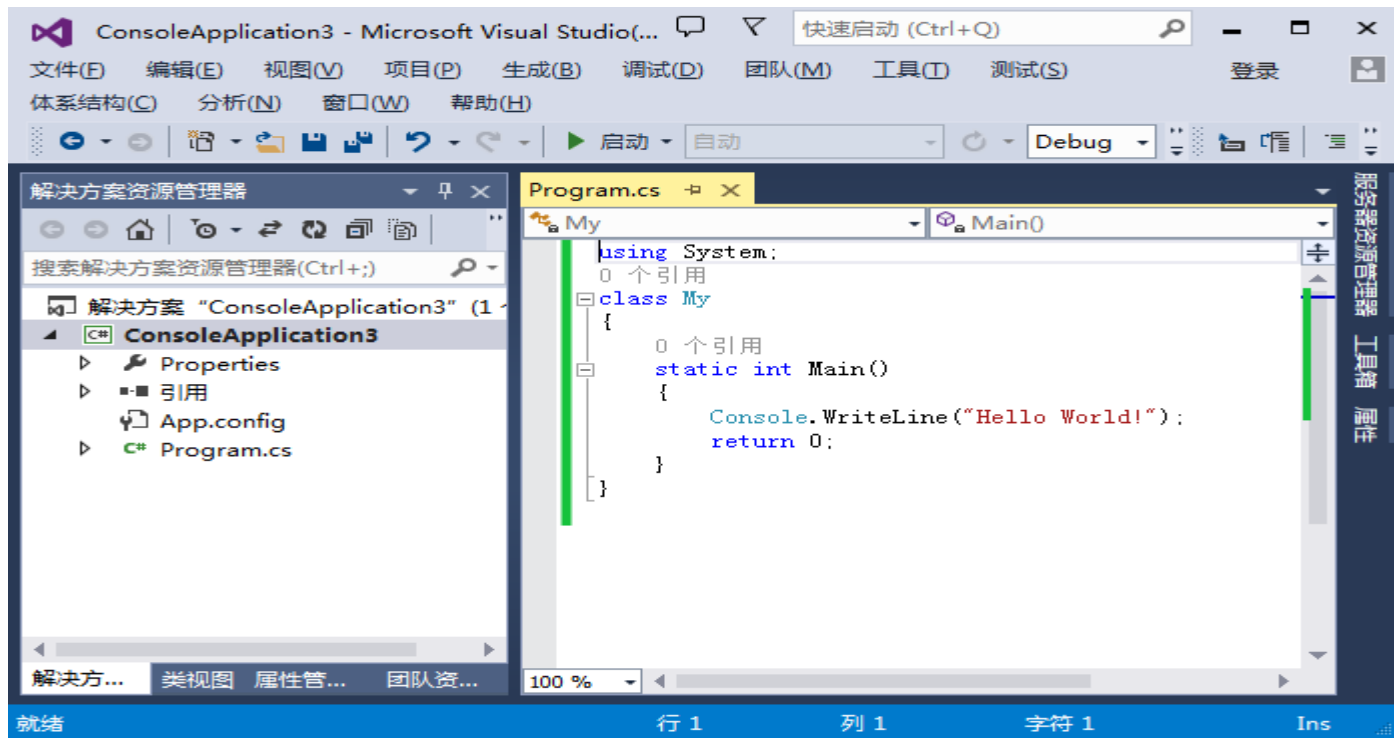 ConsoleApplication3 - Microsoft Visual Studio(...
快速启动 (Ctrl+Q)
文件(F) 编辑(E) 视图(V) 项目(P) 生成(B) 调试(D) 团队(M) 工具(T) 测试(S) 登录
体系结构(C) 分析(N) 窗口(W) 帮助(H)
启动 自动 Debug
解决方案资源管理器
搜索解决方案资源管理器(Ctrl+;)
解决方案 "ConsoleApplication3" (1
C# ConsoleApplication3
Properties
引用
App.config
C# Program.cs
解决方... 类视图 属性管... 团队资...
Program.cs
My Main()
using System;
0 个引用
class My
{
0 个引用
static int Main()
{
Console.WriteLine("Hello World!");
return 0;
}
}
100 %
服务器资源管理器
工具箱
属性
就绪 行 1 列 1 字符 1 Ins